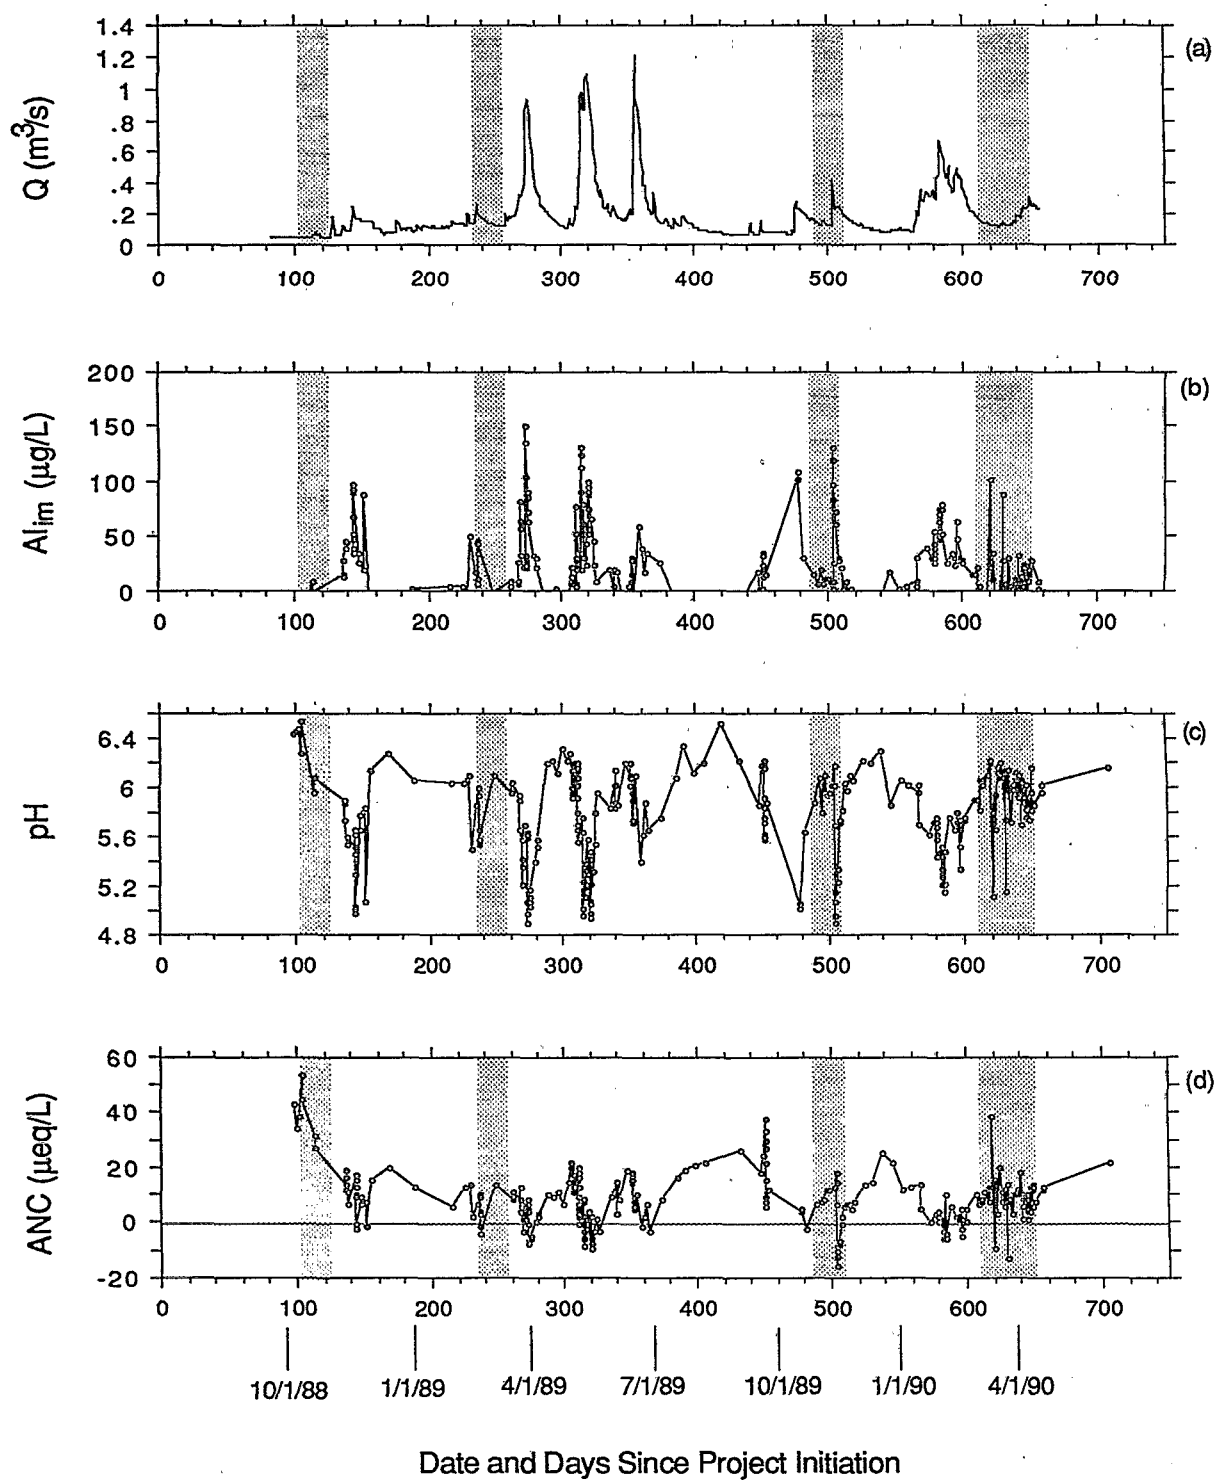 (a)
Q (m³/s)
1.4
1.2
1
.8
.6
.4
.2
0
0 100 200 300 400 500 600 700
(b)
Alim (µg/L)
200
150
100
50
0
0 100 200 300 400 500 600 700
(c)
pH
6.4
6
5.6
5.2
4.8
0 100 200 300 400 500 600 700
(d)
ANC (µeq/L)
60
40
20
0
-20
0 100 200 300 400 500 600 700
10/1/88 1/1/89 4/1/89 7/1/89 10/1/89 1/1/90 4/1/90
Date and Days Since Project Initiation